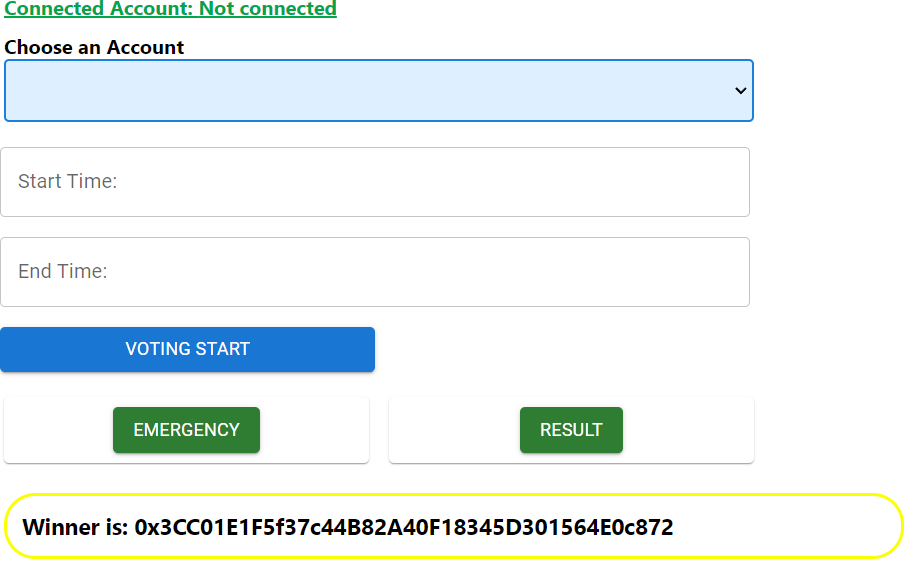 Connected Account: Not connected
Choose an Account
Start Time:
End Time:
VOTING START
EMERGENCY
RESULT
Winner is: 0x3CC01E1F5f37c44B82A40F18345D301564E0c872